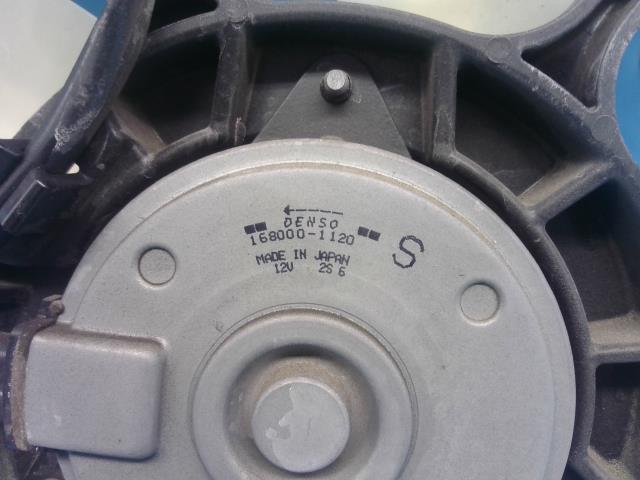 DENSO
168000-1120
S
MADE IN JAPAN
12V 2S 6